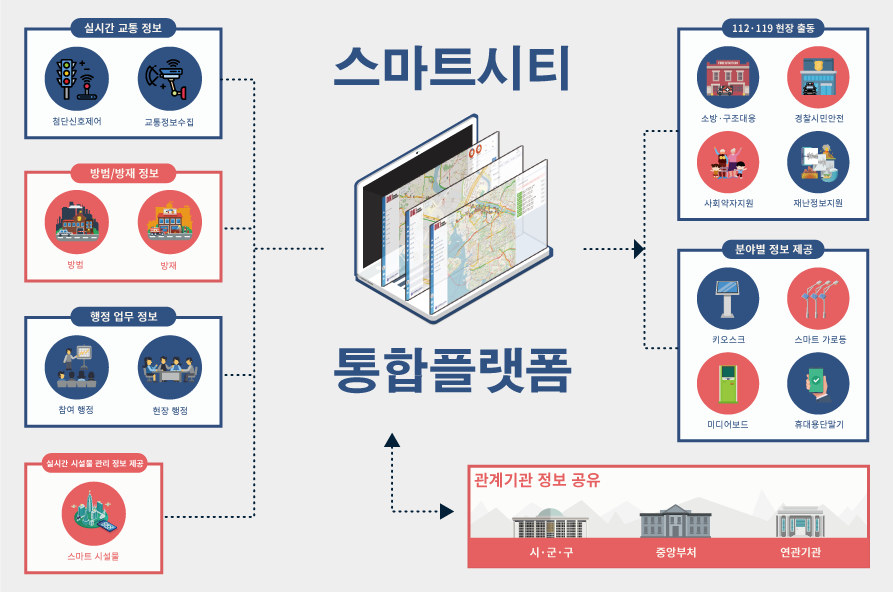 실시간 교통 정보
첨단신호제어
교통정보수집
방범/방재 정보
방범
방재
행정 업무 정보
참여 행정
현장 행정
실시간 시설물 관리 정보 제공
스마트 시설물
스마트시티
통합플랫폼
112·119 현장 출동
소방·구조대응
경찰시민안전
사회약자지원
재난정보지원
분야별 정보 제공
키오스크
스마트 가로등
미디어보드
휴대용단말기
관계기관 정보 공유
시·군·구
중앙부처
연관기관